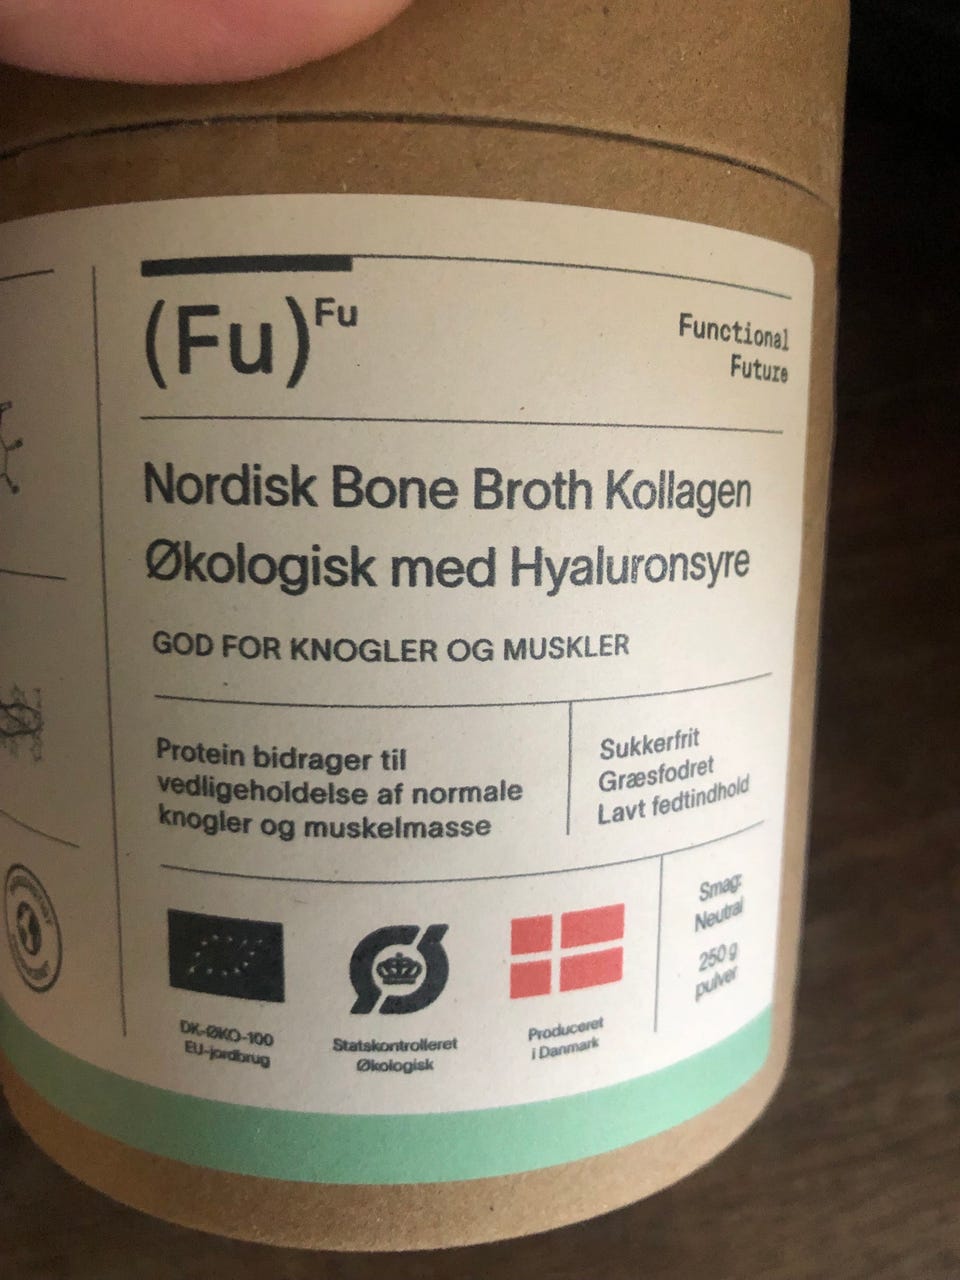 (Fu)Fu
Functional
Future
Nordisk Bone Broth Kollagen
Økologisk med Hyaluronsyre
GOD FOR KNOGLER OG MUSKLER
Protein bidrager til
vedligeholdelse af normale
knogler og muskelmasse
Sukkerfrit
Græsfodret
Lavt fedtindhold
DK-ØKO-100
EU-jordbrug
Statskontrolleret
Økologisk
Produceret
i Danmark
Smag:
Neutral
250 g
pulver